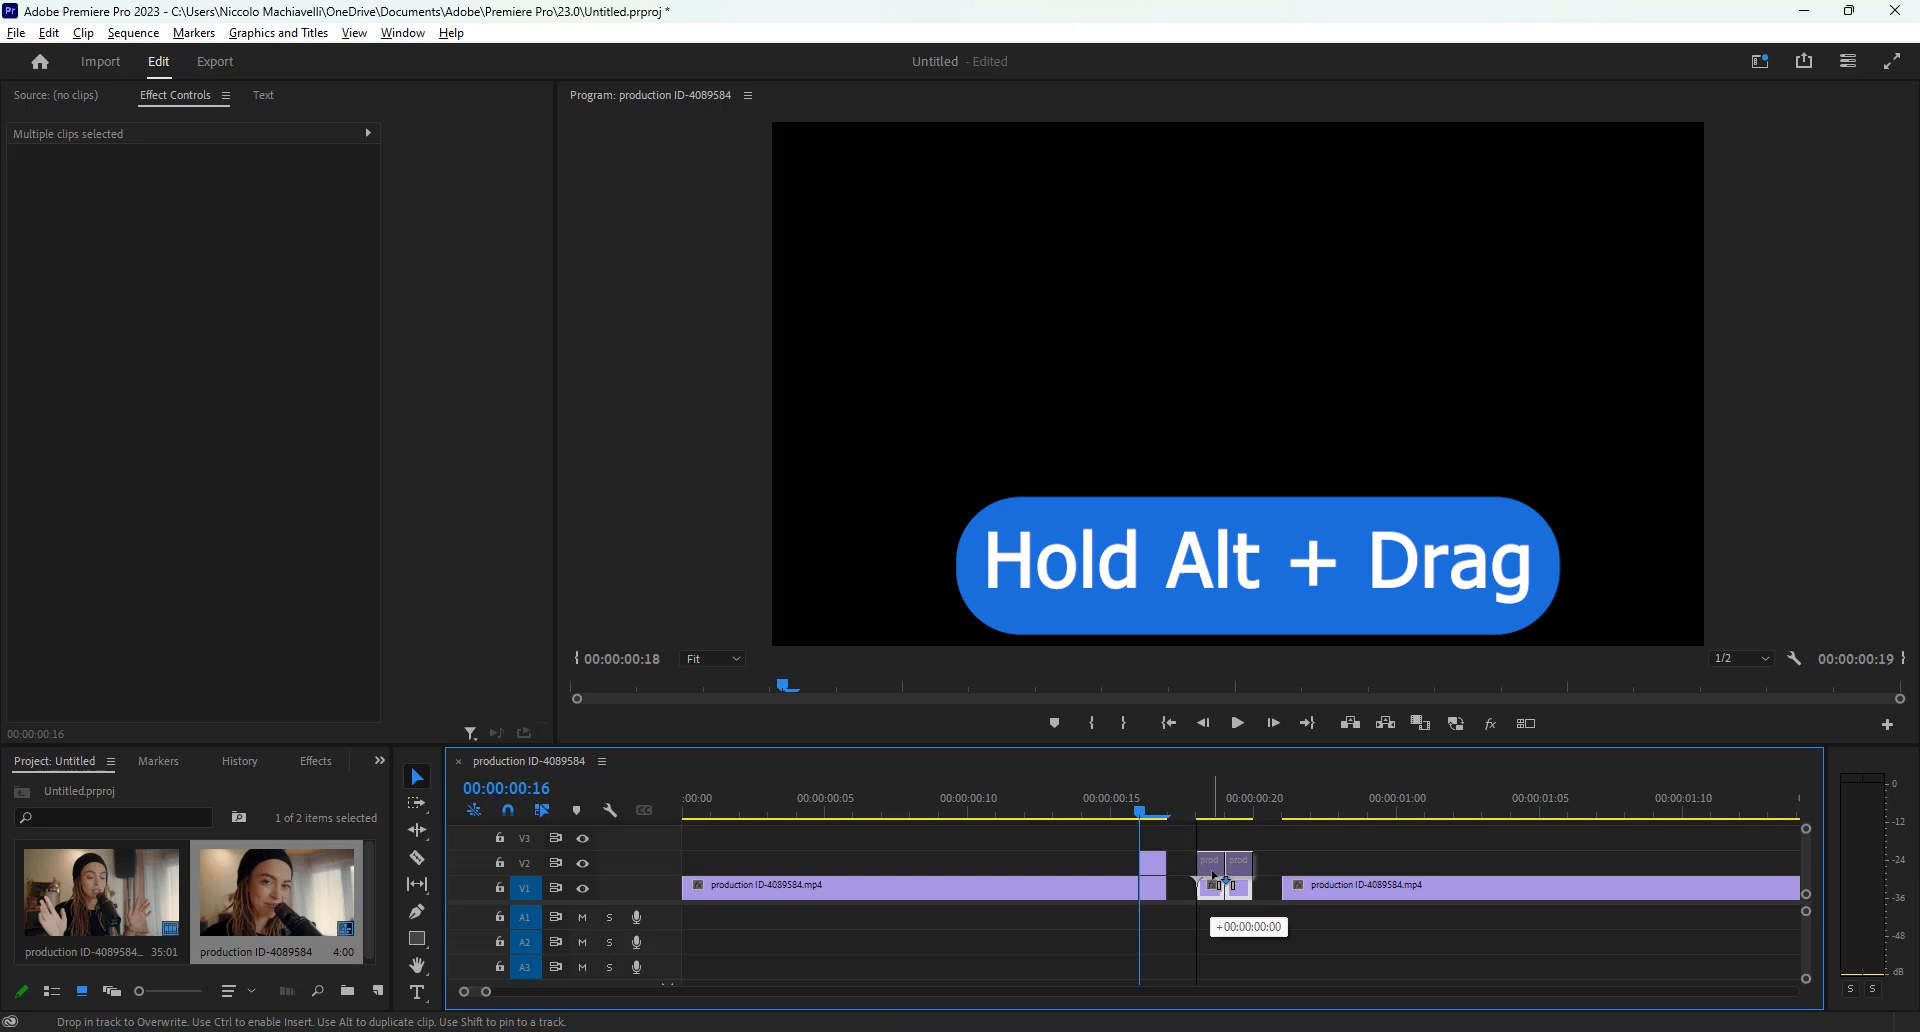 Pr Adobe Premiere Pro 2023 - C:\Users\Niccolo Machiavelli\OneDrive\Documents\Adobe\Premiere Pro\23.0\Untitled.prproj *
File Edit Clip Sequence Markers Graphics and Titles View Window Help
Import Edit Export Untitled - Edited
Source: (no clips) Effect Controls Text Program: production ID-4089584
Multiple clips selected
Hold Alt + Drag
00:00:00:18 Fit 1/2 00:00:00:19
00:00:00:16
Project: Untitled Markers History Effects
Untitled.prproj
1 of 2 items selected
production ID-4089584... 35:01 production ID-4089584 4:00
× production ID-4089584
00:00:00:16
:00:00 00:00:00:05 00:00:00:10 00:00:00:15 00:00:00:20 00:00:01:00 00:00:01:05 00:00:01:10
V3
V2 prod prod
V1 fx production ID-4089584.mp4 fx fx production ID-4089584.mp4
A1 M S
+00:00:00:00
A2 M S
A3 M S
0
-12
-24
-36
-48
dB
S S
Drop in track to Overwrite. Use Ctrl to enable Insert. Use Alt to duplicate clip. Use Shift to pin to a track.